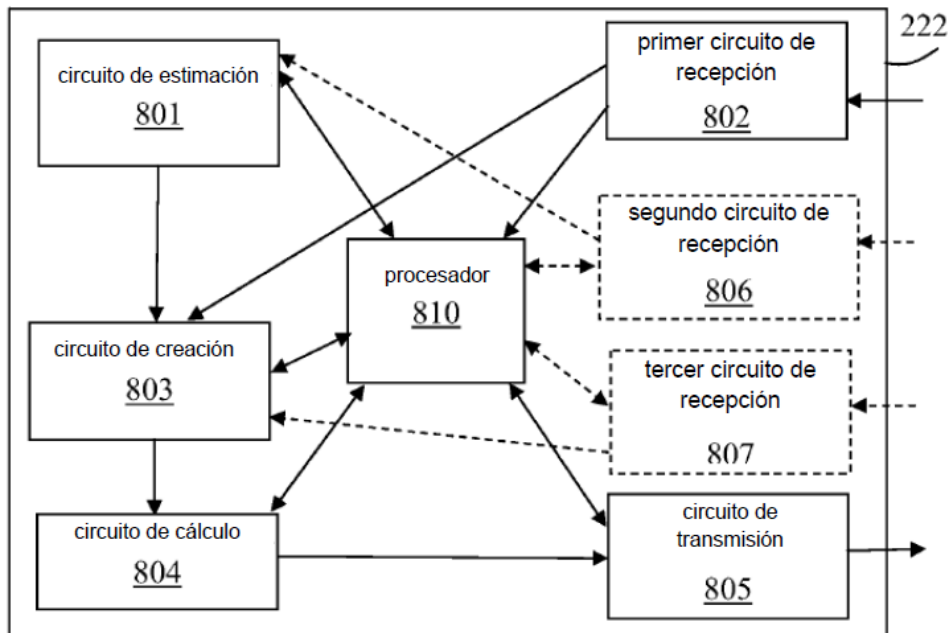 222
circuito de estimación
801
primer circuito de
recepción
802
segundo circuito de
recepción
806
procesador
810
circuito de creación
803
tercer circuito de
recepción
807
circuito de cálculo
804
circuito de
transmisión
805